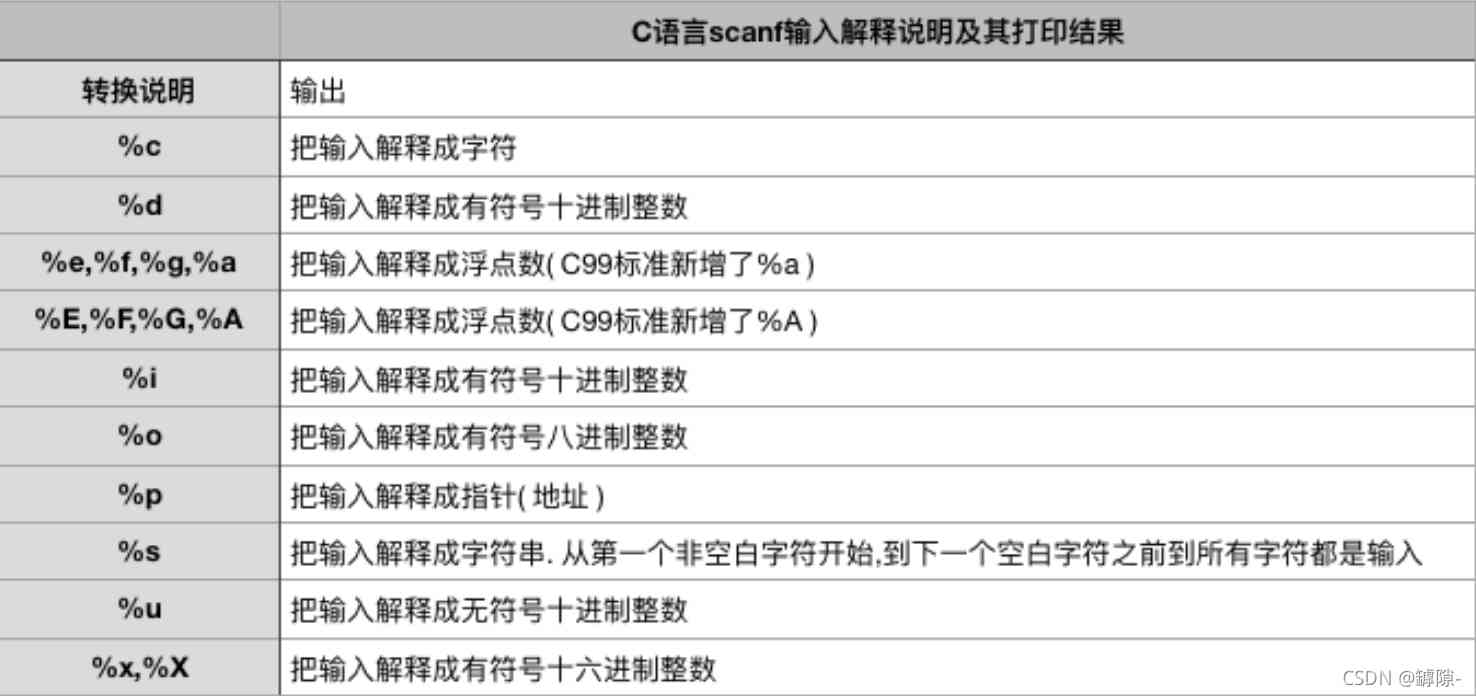 C语言scanf输入解释说明及其打印结果
转换说明 输出
%c 把输入解释成字符
%d 把输入解释成有符号十进制整数
%e,%f,%g,%a 把输入解释成浮点数( C99标准新增了%a )
%E,%F,%G,%A 把输入解释成浮点数( C99标准新增了%A )
%i 把输入解释成有符号十进制整数
%o 把输入解释成有符号八进制整数
%p 把输入解释成指针( 地址 )
%s 把输入解释成字符串. 从第一个非空白字符开始,到下一个空白字符之前到所有字符都是输入
%u 把输入解释成无符号十进制整数
%x,%X 把输入解释成有符号十六进制整数
CSDN @罅隙-